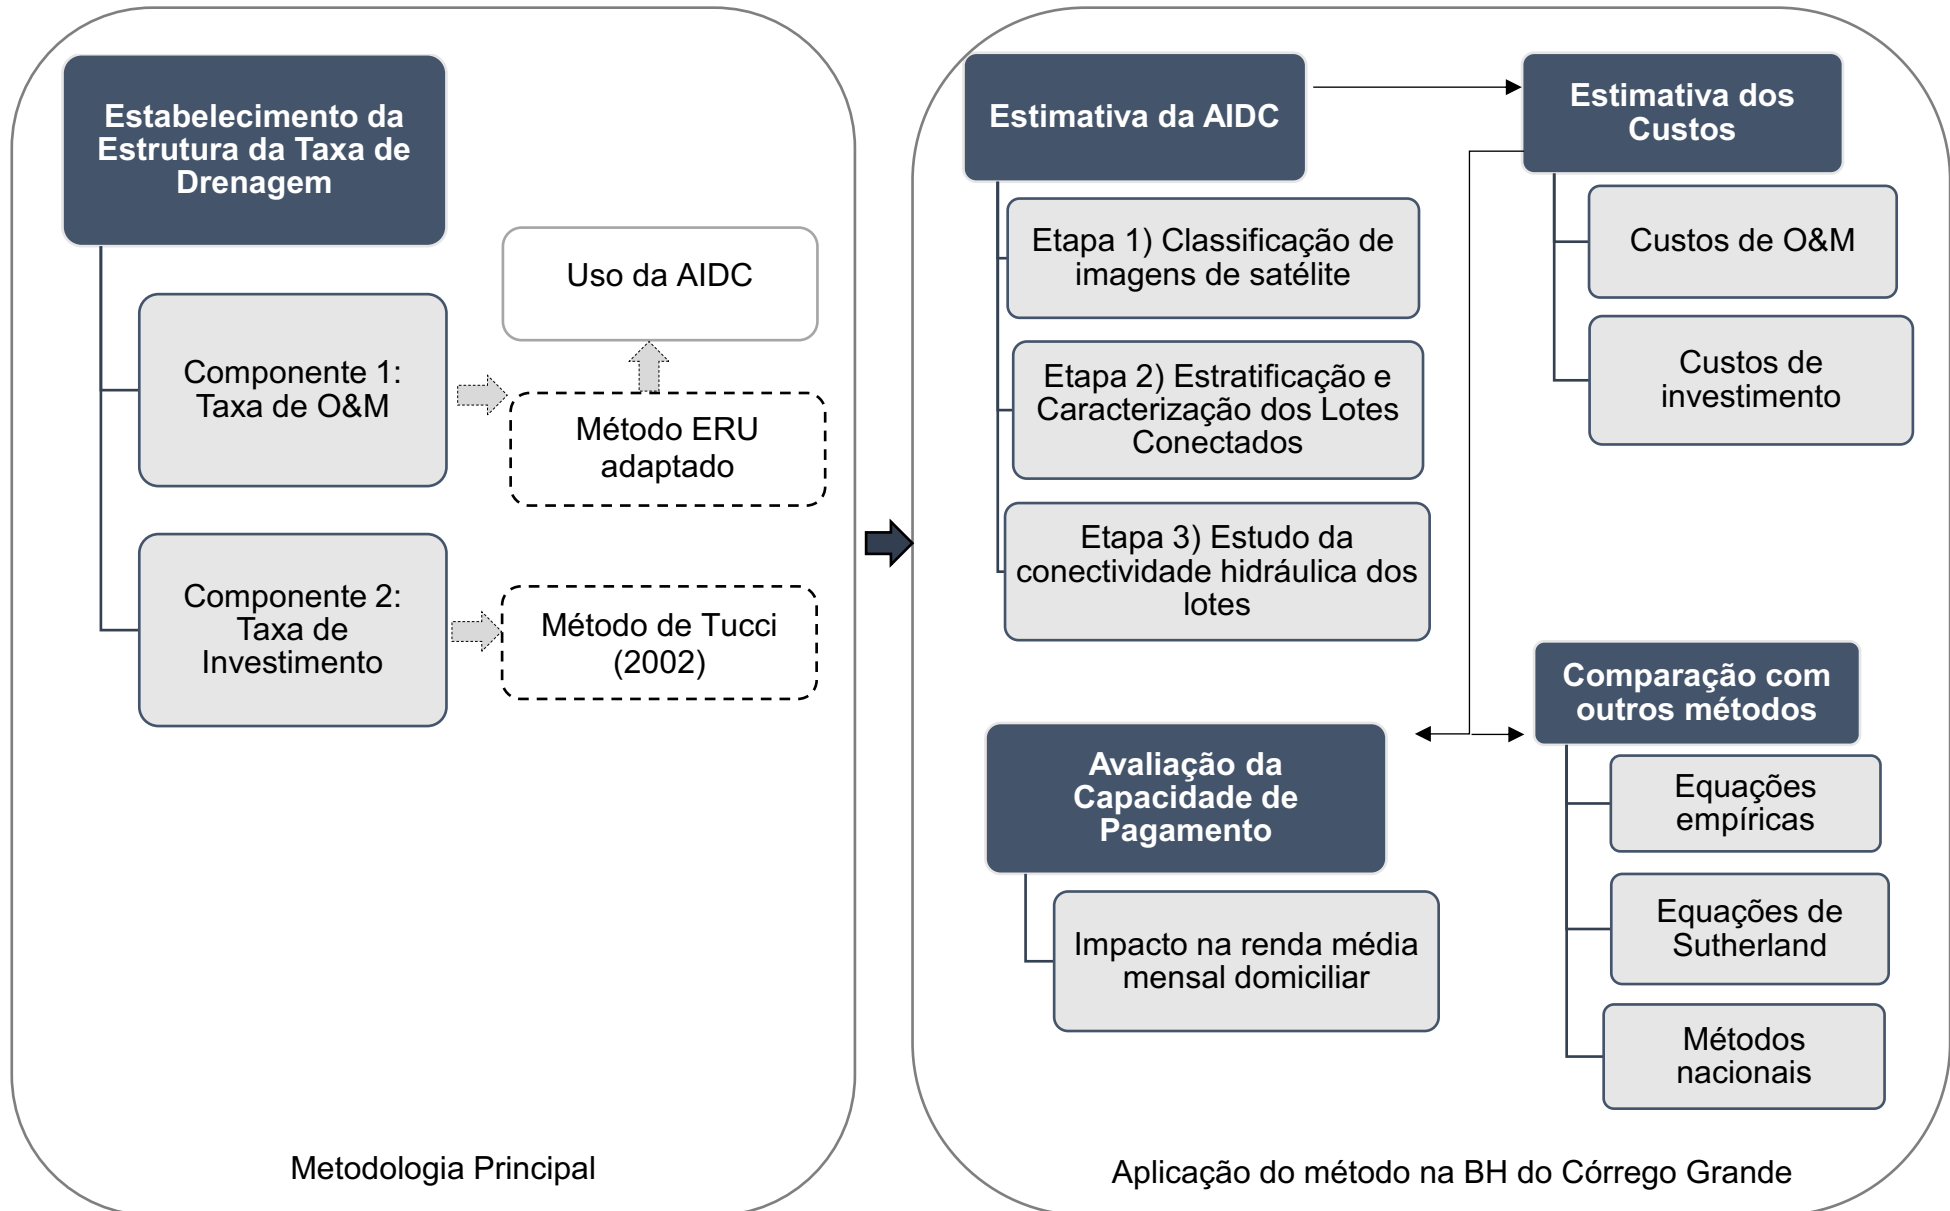 Estabelecimento da
Estrutura da Taxa de
Drenagem
Uso da AIDC
Componente 1:
Taxa de O&M
Método ERU
adaptado
Componente 2:
Taxa de
Investimento
Método de Tucci
(2002)
Metodologia Principal
Estimativa da AIDC
Etapa 1) Classificação de
imagens de satélite
Etapa 2) Estratificação e
Caracterização dos Lotes
Conectados
Etapa 3) Estudo da
conectividade hidráulica dos
lotes
Estimativa dos
Custos
Custos de O&M
Custos de
investimento
Avaliação da
Capacidade de
Pagamento
Impacto na renda média
mensal domiciliar
Comparação com
outros métodos
Equações
empíricas
Equações de
Sutherland
Métodos
nacionais
Aplicação do método na BH do Córrego Grande